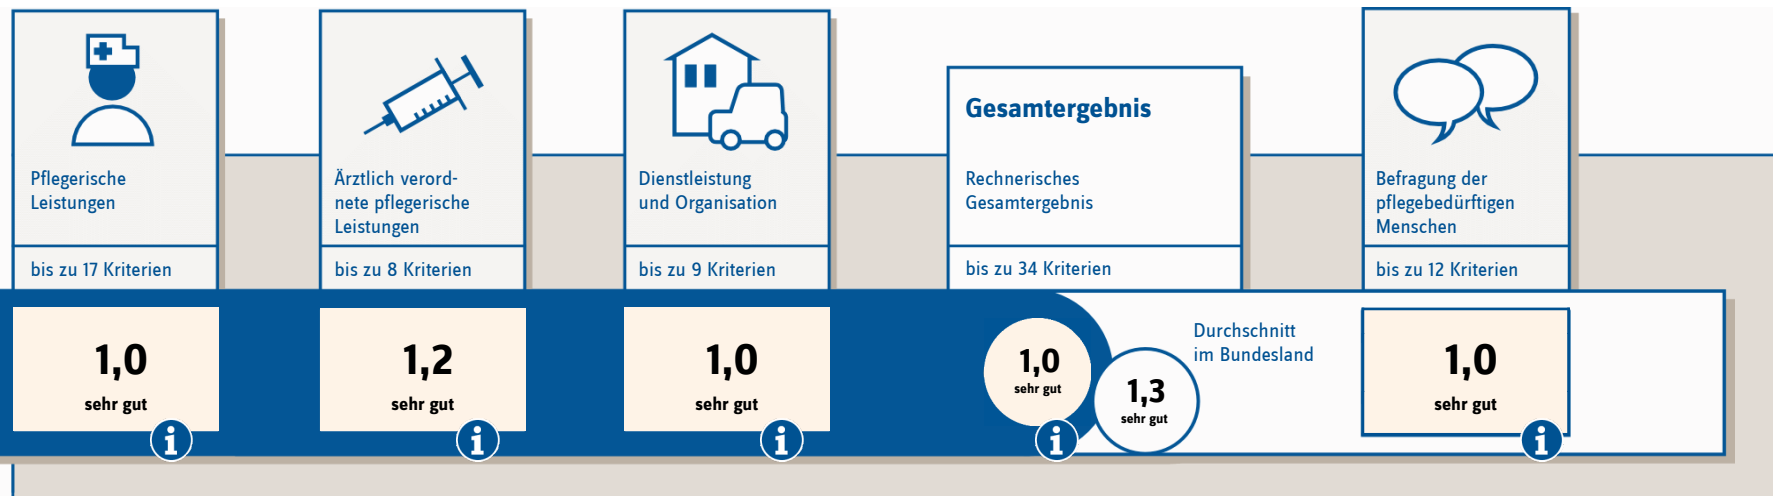 Pflegerische
Leistungen
bis zu 17 Kriterien
1,0
sehr gut
i
Ärztlich verord-
nete pflegerische
Leistungen
bis zu 8 Kriterien
1,2
sehr gut
i
Dienstleistung
und Organisation
bis zu 9 Kriterien
1,0
sehr gut
i
Gesamtergebnis
Rechnerisches
Gesamtergebnis
bis zu 34 Kriterien
1,0
sehr gut
i
1,3
sehr gut
Durchschnitt
im Bundesland
Befragung der
pflegebedürftigen
Menschen
bis zu 12 Kriterien
1,0
sehr gut
i